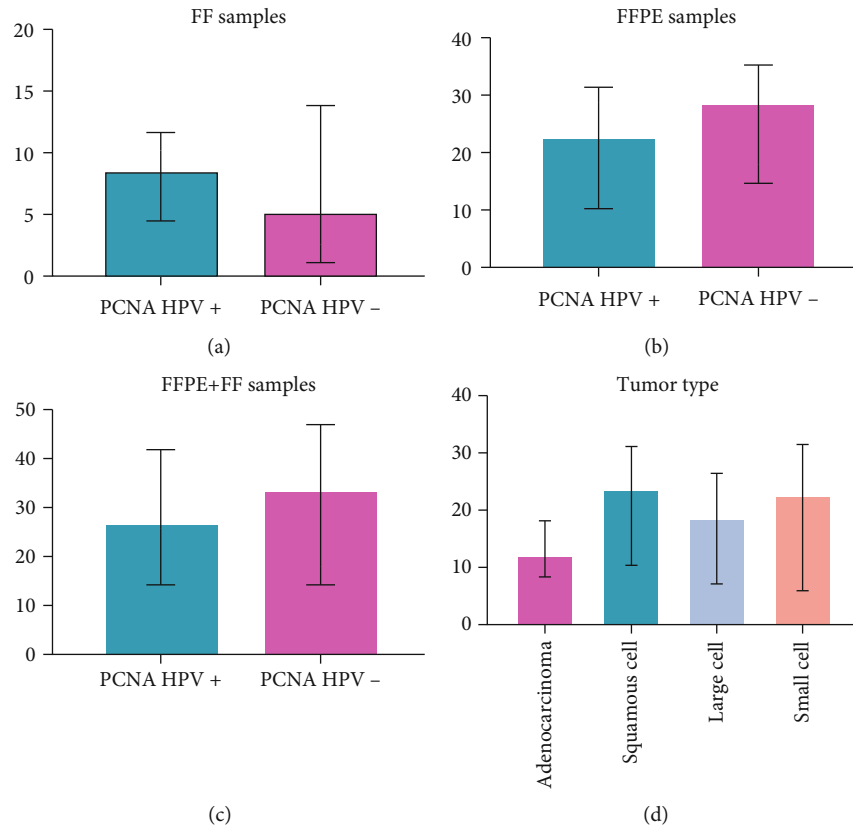 FF samples
20
15
10
5
0
PCNA HPV +
PCNA HPV –
(a)
FFPE samples
40
30
20
10
0
PCNA HPV +
PCNA HPV –
(b)
FFPE+FF samples
50
40
30
20
10
0
PCNA HPV +
PCNA HPV –
(c)
Tumor type
40
30
20
10
0
Adenocarcinoma
Squamous cell
Large cell
Small cell
(d)